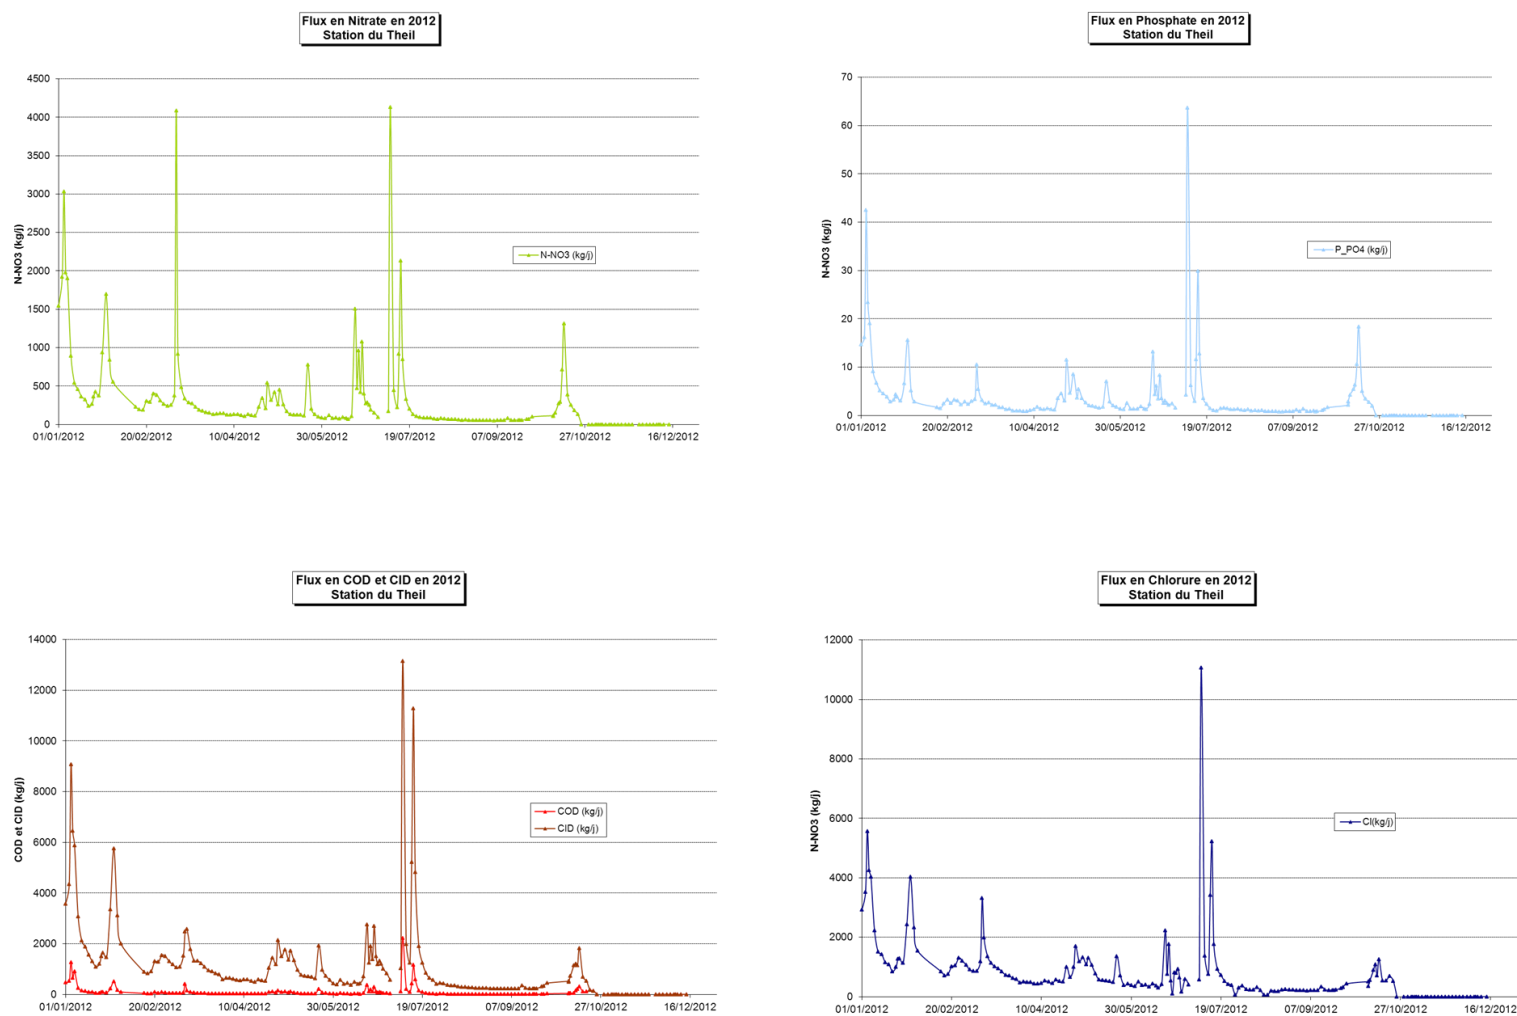 Flux en Nitrate en 2012
Station du Theil
4500
4000
3500
3000
2500
2000
1500
1000
500
0
N-NO3 (kg/j)
N-NO3 (kg/j)
01/01/2012 20/02/2012 10/04/2012 30/05/2012 19/07/2012 07/09/2012 27/10/2012 16/12/2012
Flux en Phosphate en 2012
Station du Theil
70
60
50
40
30
20
10
0
N-NO3 (kg/j)
P_PO4 (kg/j)
01/01/2012 20/02/2012 10/04/2012 30/05/2012 19/07/2012 07/09/2012 27/10/2012 16/12/2012
Flux en COD et CID en 2012
Station du Theil
14000
12000
10000
8000
6000
4000
2000
0
COD et CID (kg/j)
COD (kg/j)
CID (kg/j)
01/01/2012 20/02/2012 10/04/2012 30/05/2012 19/07/2012 07/09/2012 27/10/2012 16/12/2012
Flux en Chlorure en 2012
Station du Theil
12000
10000
8000
6000
4000
2000
0
N-NO3 (kg/j)
Cl(kg/j)
01/01/2012 20/02/2012 10/04/2012 30/05/2012 19/07/2012 07/09/2012 27/10/2012 16/12/2012